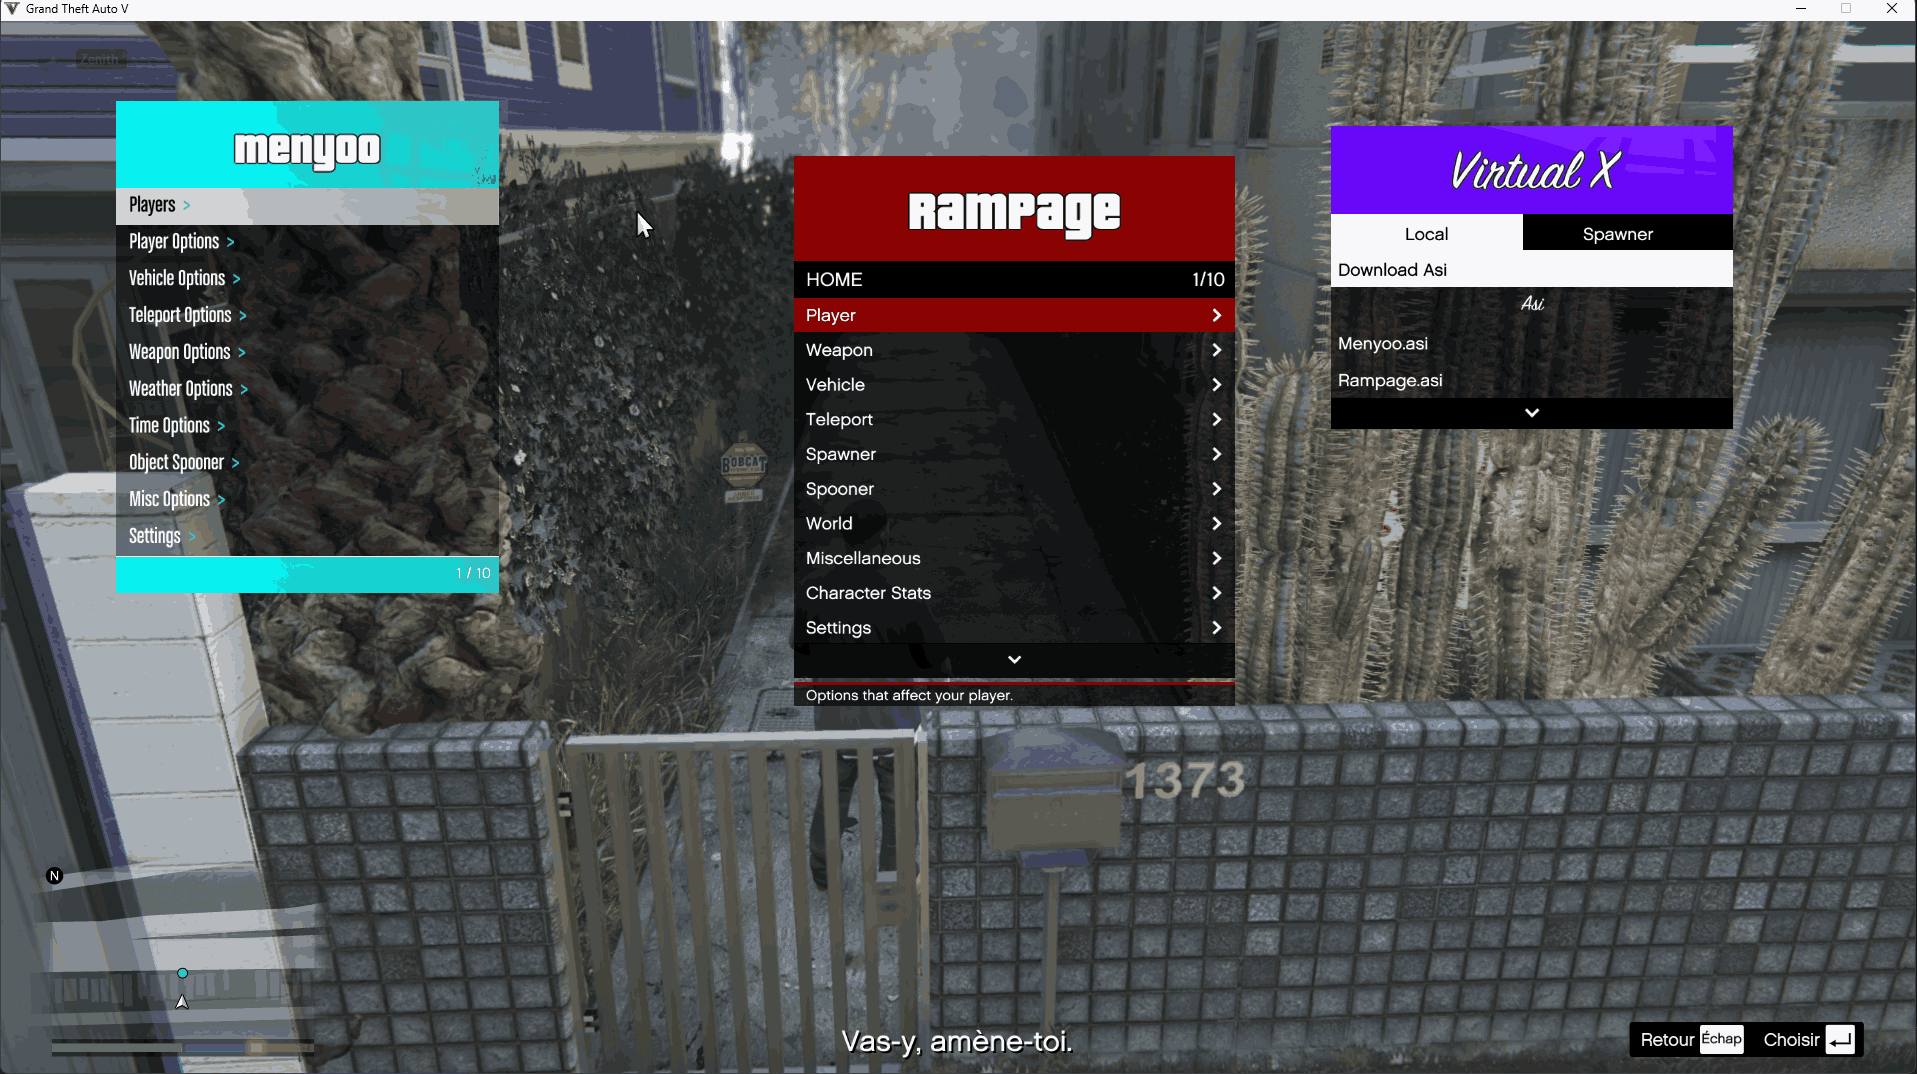 Grand Theft Auto V
Zenith
menyoo
Players >
Player Options >
Vehicle Options >
Teleport Options >
Weapon Options >
Weather Options >
Time Options >
Object Spooner >
Misc Options >
Settings >
1 / 10
Rampage
HOME 1/10
Player
Weapon
Vehicle
Teleport
Spawner
Spooner
World
Miscellaneous
Character Stats
Settings
Options that affect your player.
Virtual X
Local Spawner
Download Asi
Asi
Menyoo.asi
Rampage.asi
BOBCAT
1373
N
Vas-y, amène-toi.
Retour Échap Choisir